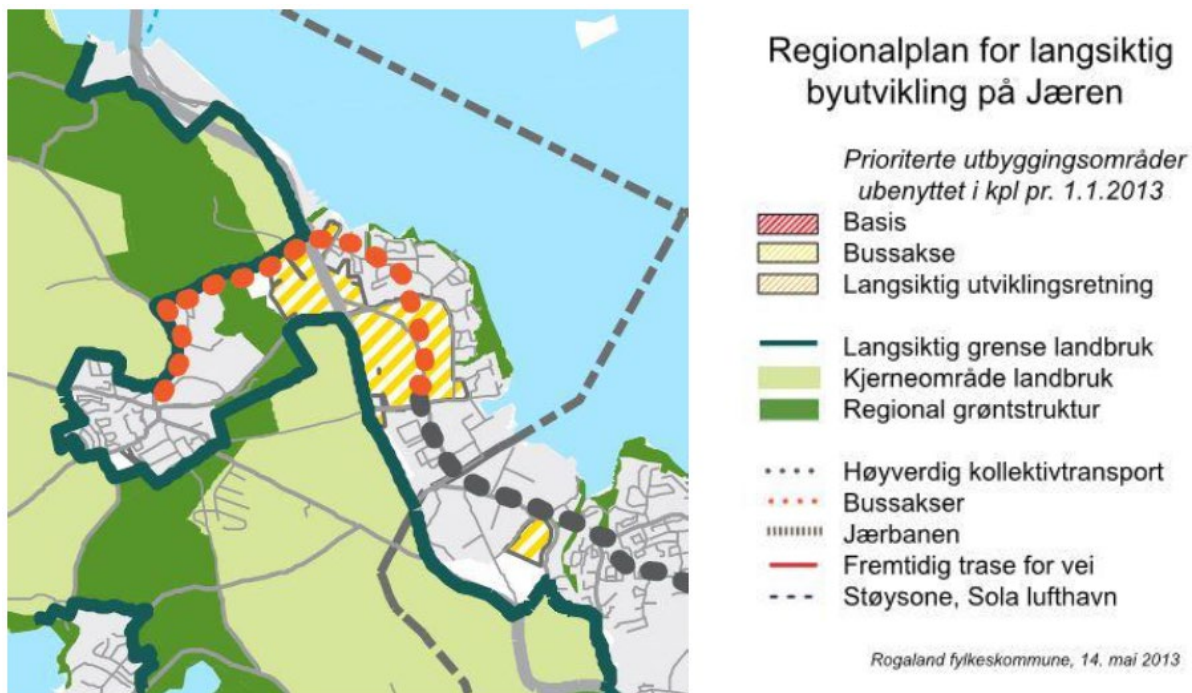 Regionalplan for langsiktig
byutvikling på Jæren
Prioriterte utbyggingsområder
ubenyttet i kpl pr. 1.1.2013
Basis
Bussakse
Langsiktig utviklingsretning
Langsiktig grense landbruk
Kjerneområde landbruk
Regional grøntstruktur
Høyverdig kollektivtransport
Bussakser
Jærbanen
Fremtidig trase for vei
Støysone, Sola lufthavn
Rogaland fylkeskommune, 14. mai 2013